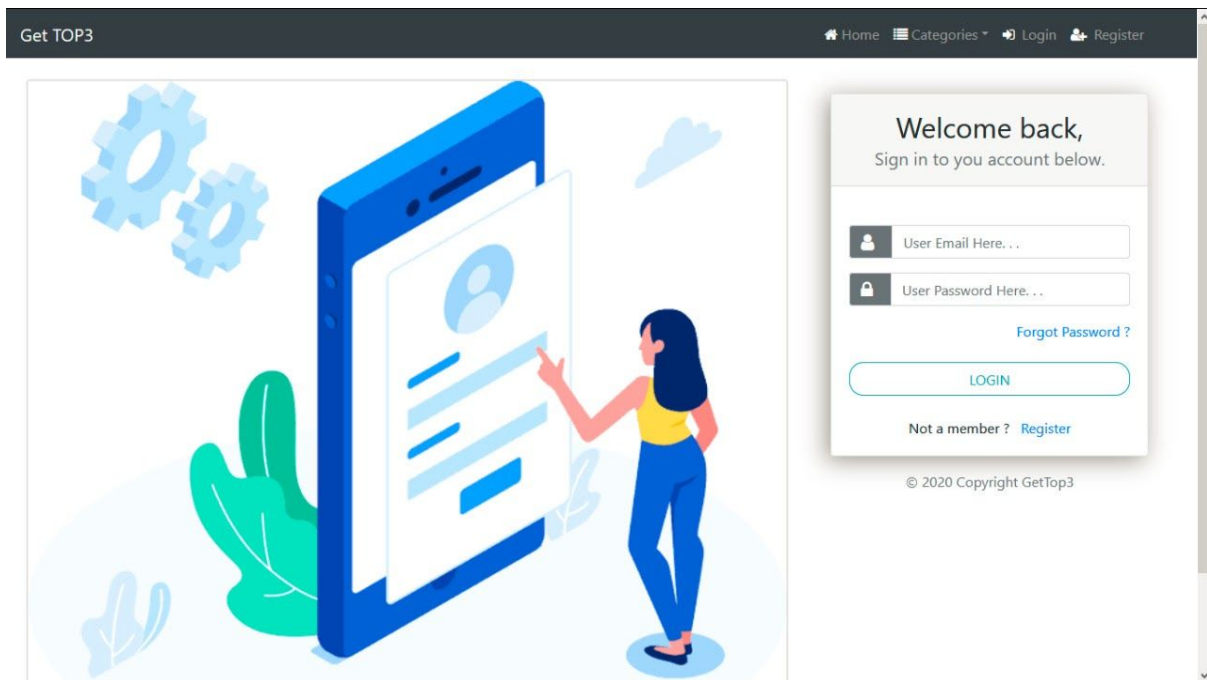 Get TOP3
Home Categories Login Register
Welcome back,
Sign in to you account below.
User Email Here. . .
User Password Here. . .
Forgot Password ?
LOGIN
Not a member ? Register
© 2020 Copyright GetTop3